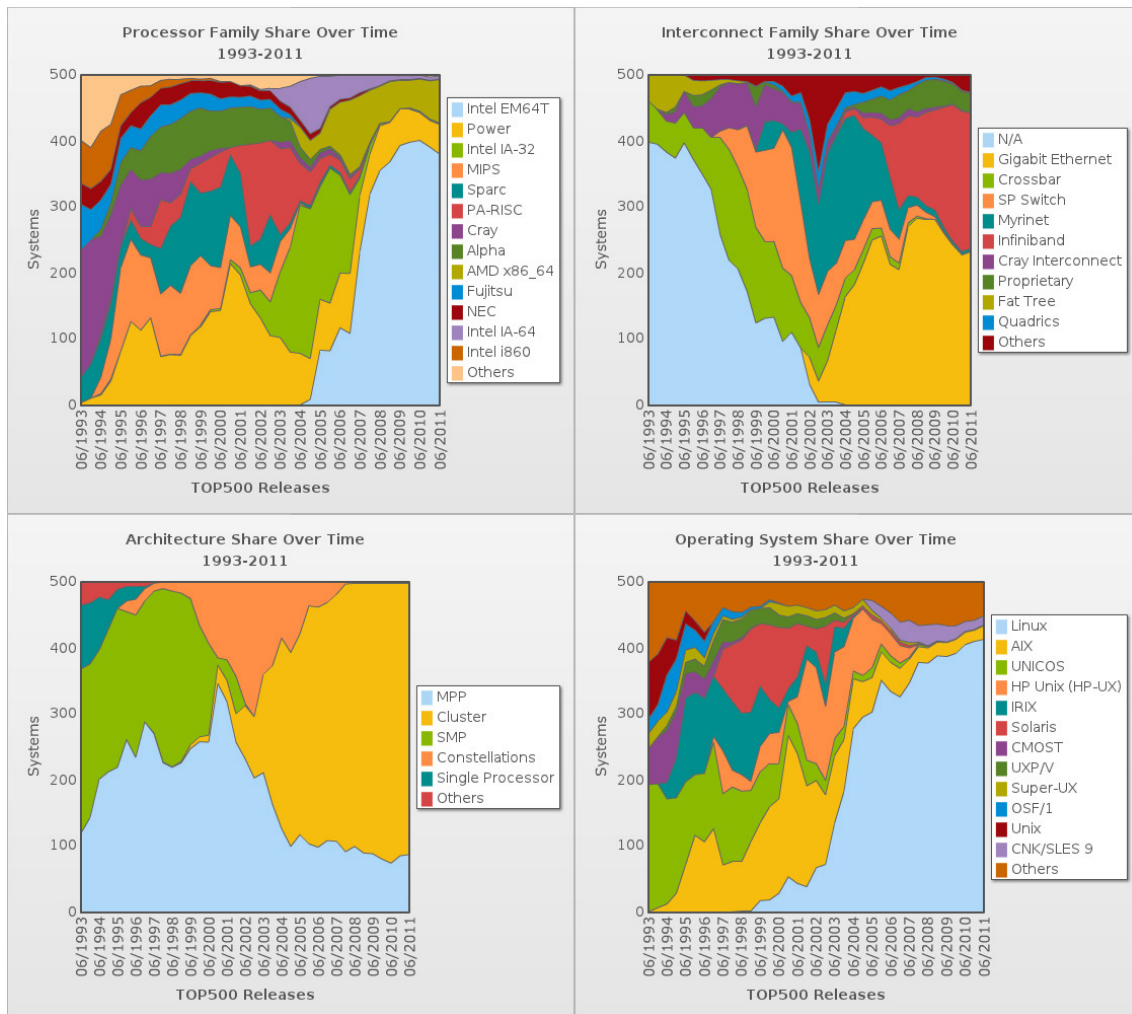 Processor Family Share Over Time
1993-2011
500
400
300
200
100
0
Systems
06/1993
06/1994
06/1995
06/1996
06/1997
06/1998
06/1999
06/2000
06/2001
06/2002
06/2003
06/2004
06/2005
06/2006
06/2007
06/2008
06/2009
06/2010
06/2011
TOP500 Releases
Intel EM64T
Power
Intel IA-32
MIPS
Sparc
PA-RISC
Cray
Alpha
AMD x86_64
Fujitsu
NEC
Intel IA-64
Intel i860
Others
Interconnect Family Share Over Time
1993-2011
500
400
300
200
100
0
Systems
06/1993
06/1994
06/1995
06/1996
06/1997
06/1998
06/1999
06/2000
06/2001
06/2002
06/2003
06/2004
06/2005
06/2006
06/2007
06/2008
06/2009
06/2010
06/2011
TOP500 Releases
N/A
Gigabit Ethernet
Crossbar
SP Switch
Myrinet
Infiniband
Cray Interconnect
Proprietary
Fat Tree
Quadrics
Others
Architecture Share Over Time
1993-2011
500
400
300
200
100
0
Systems
06/1993
06/1994
06/1995
06/1996
06/1997
06/1998
06/1999
06/2000
06/2001
06/2002
06/2003
06/2004
06/2005
06/2006
06/2007
06/2008
06/2009
06/2010
06/2011
TOP500 Releases
MPP
Cluster
SMP
Constellations
Single Processor
Others
Operating System Share Over Time
1993-2011
500
400
300
200
100
0
Systems
06/1993
06/1994
06/1995
06/1996
06/1997
06/1998
06/1999
06/2000
06/2001
06/2002
06/2003
06/2004
06/2005
06/2006
06/2007
06/2008
06/2009
06/2010
06/2011
TOP500 Releases
Linux
AIX
UNICOS
HP Unix (HP-UX)
IRIX
Solaris
CMOST
UXP/V
Super-UX
OSF/1
Unix
CNK/SLES 9
Others